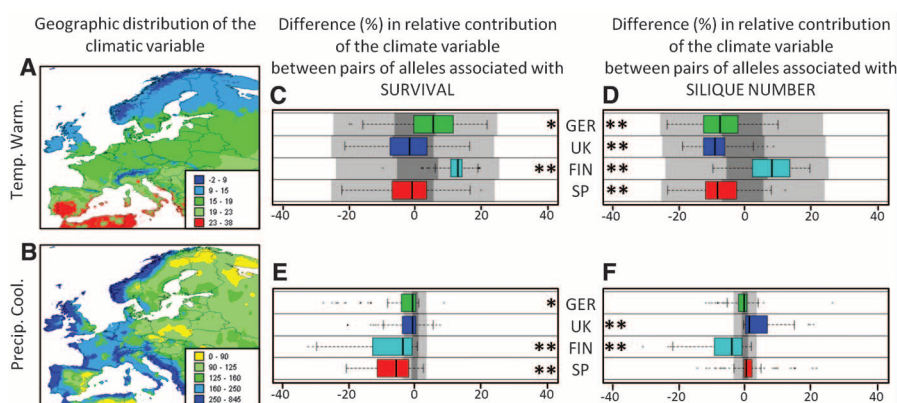 Geographic distribution of the
climatic variable
Difference (%) in relative contribution
of the climate variable
between pairs of alleles associated with
SURVIVAL
Difference (%) in relative contribution
of the climate variable
between pairs of alleles associated with
SILIQUE NUMBER
A
Temp. Warm.
-2 - 9
9 - 15
15 - 19
19 - 23
23 - 38
C
*
**
GER
UK
FIN
SP
-40 -20 0 20 40
D
**
**
**
**
-40 -20 0 20 40
B
Precip. Cool.
0 - 90
90 - 125
125 - 160
160 - 250
250 - 845
E
*
**
**
GER
UK
FIN
SP
-40 -20 0 20 40
F
**
**
-40 -20 0 20 40